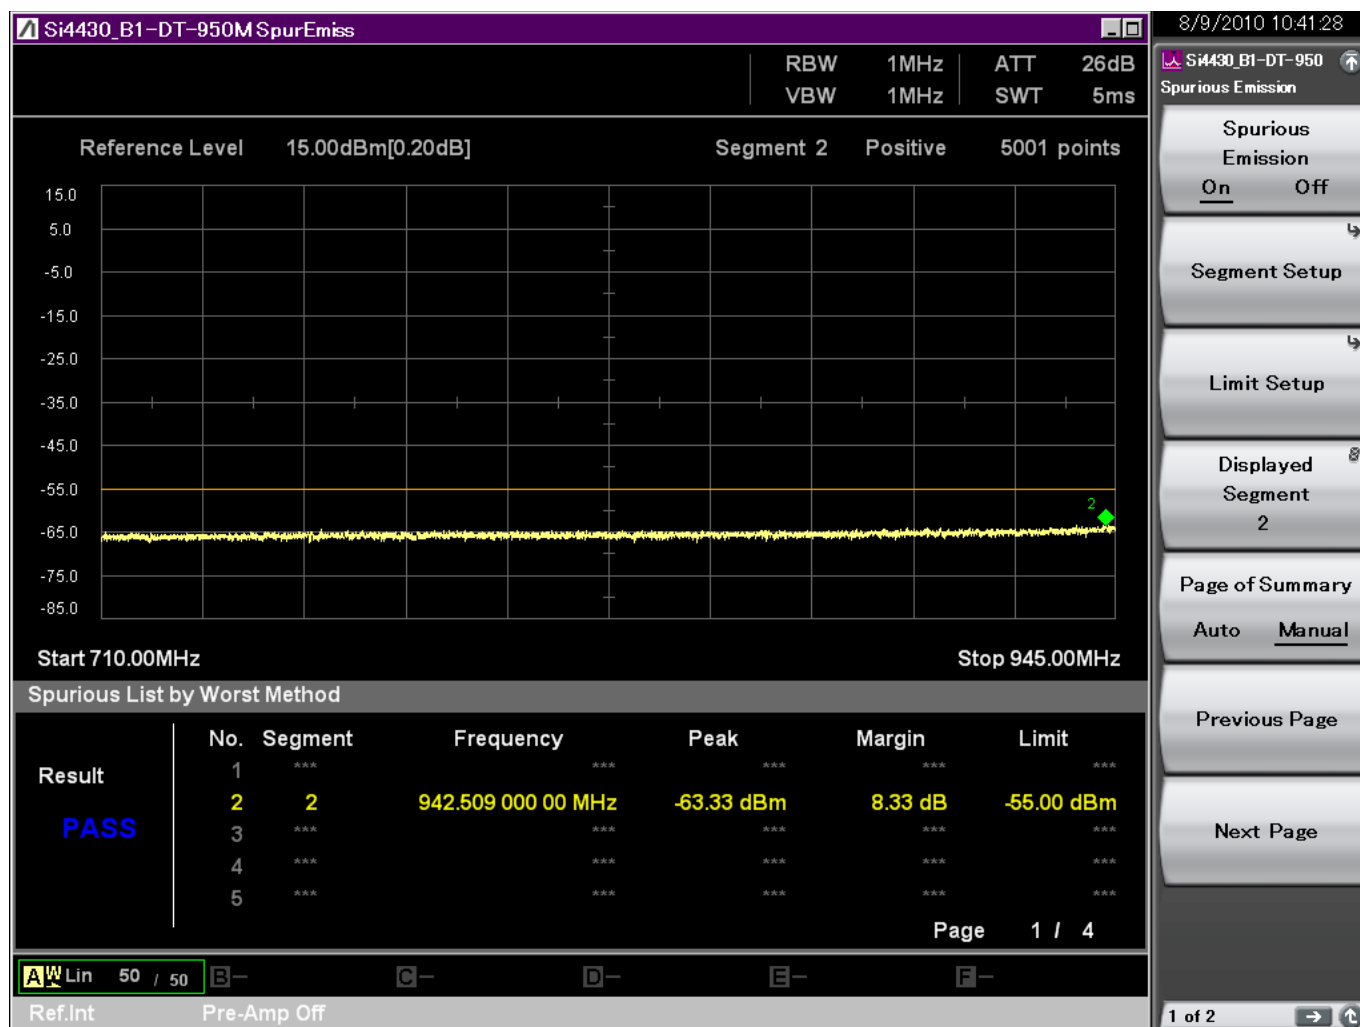 Si4430_B1-DT-950M SpurEmiss
8/9/2010 10:41:28
RBW 1MHz ATT 26dB
VBW 1MHz SWT 5ms
Reference Level 15.00dBm[0.20dB] Segment 2 Positive 5001 points
15.0
5.0
-5.0
-15.0
-25.0
-35.0
-45.0
-55.0
2
-65.0
-75.0
-85.0
Start 710.00MHz Stop 945.00MHz
Spurious List by Worst Method
Result
PASS
No. Segment Frequency Peak Margin Limit
1 *** *** *** *** ***
2 2 942.509 000 00 MHz -63.33 dBm 8.33 dB -55.00 dBm
3 *** *** *** *** ***
4 *** *** *** *** ***
5 *** *** *** *** ***
Page 1 / 4
A W Lin 50 / 50 B - C - D - E - F -
Ref.Int Pre-Amp Off
Si4430_B1-DT-950
Spurious Emission
Spurious
Emission
On Off
Segment Setup
Limit Setup
Displayed
Segment
2
Page of Summary
Auto Manual
Previous Page
Next Page
1 of 2